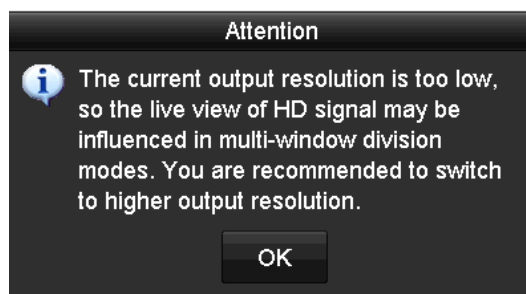 Attention
The current output resolution is too low,
so the live view of HD signal may be
influenced in multi-window division
modes. You are recommended to switch
to higher output resolution.
OK